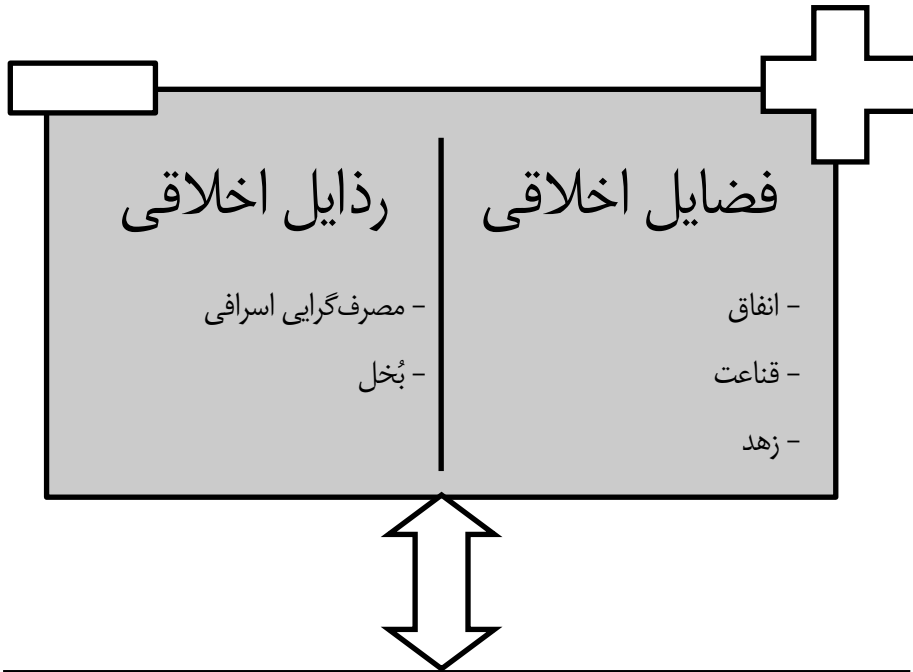 فضایل اخلاقی
- انفاق
- قناعت
- زهد
رذایل اخلاقی
- مصرف‌گرایی اسرافی
- بُخل